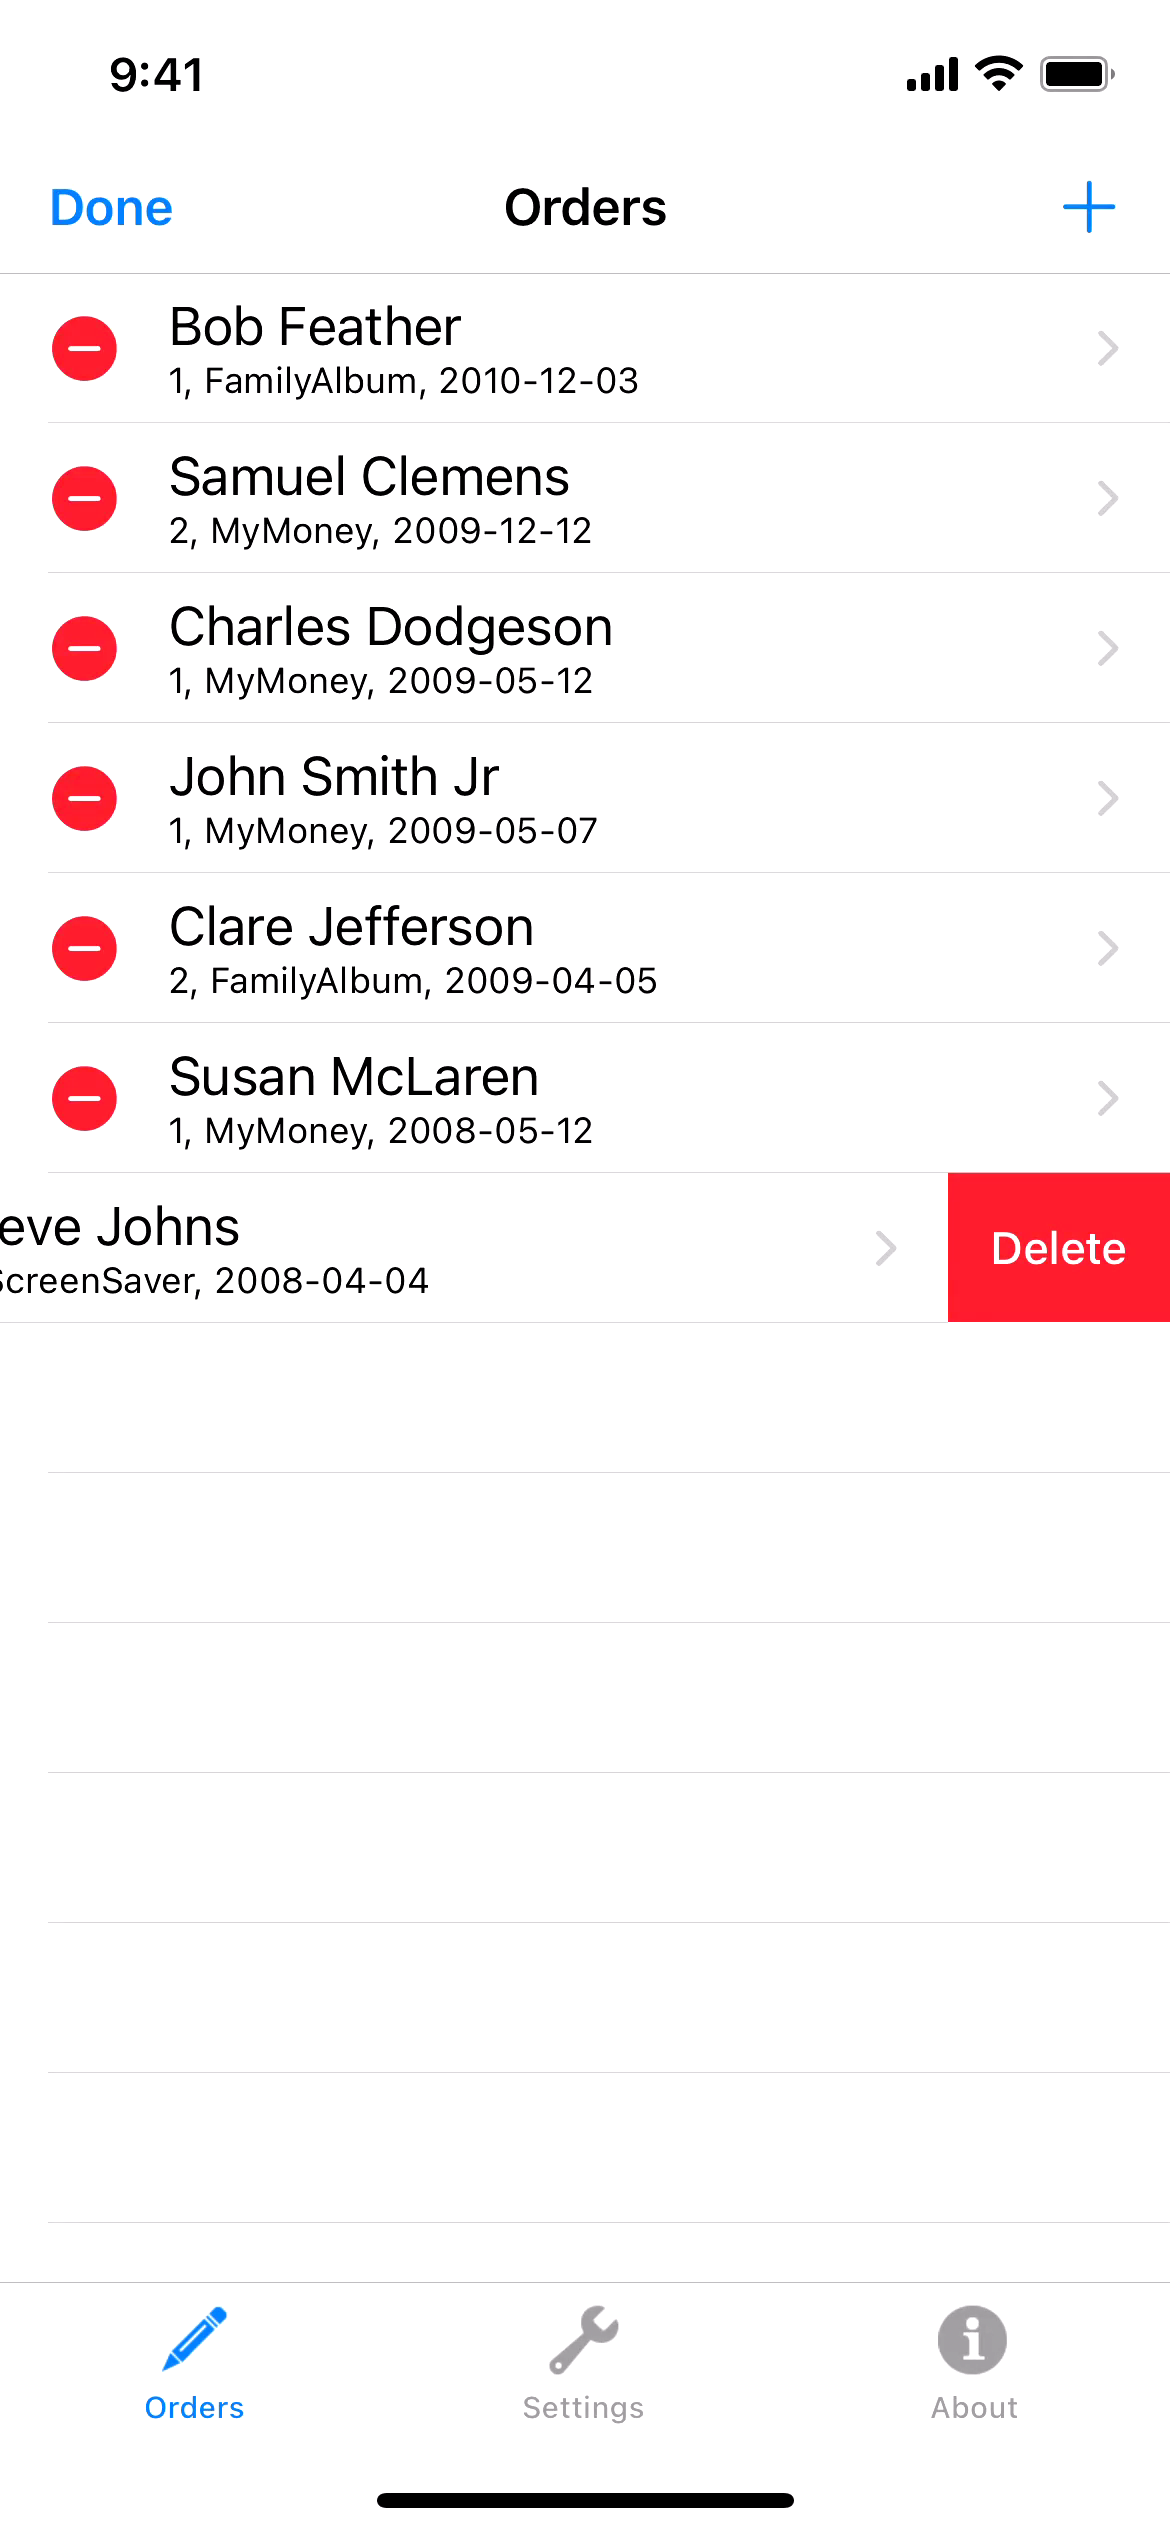 9:41
Done Orders
Bob Feather
1, FamilyAlbum, 2010-12-03
Samuel Clemens
2, MyMoney, 2009-12-12
Charles Dodgeson
1, MyMoney, 2009-05-12
John Smith Jr
1, MyMoney, 2009-05-07
Clare Jefferson
2, FamilyAlbum, 2009-04-05
Susan McLaren
1, MyMoney, 2008-05-12
eve Johns
ScreenSaver, 2008-04-04
Delete
Orders Settings About